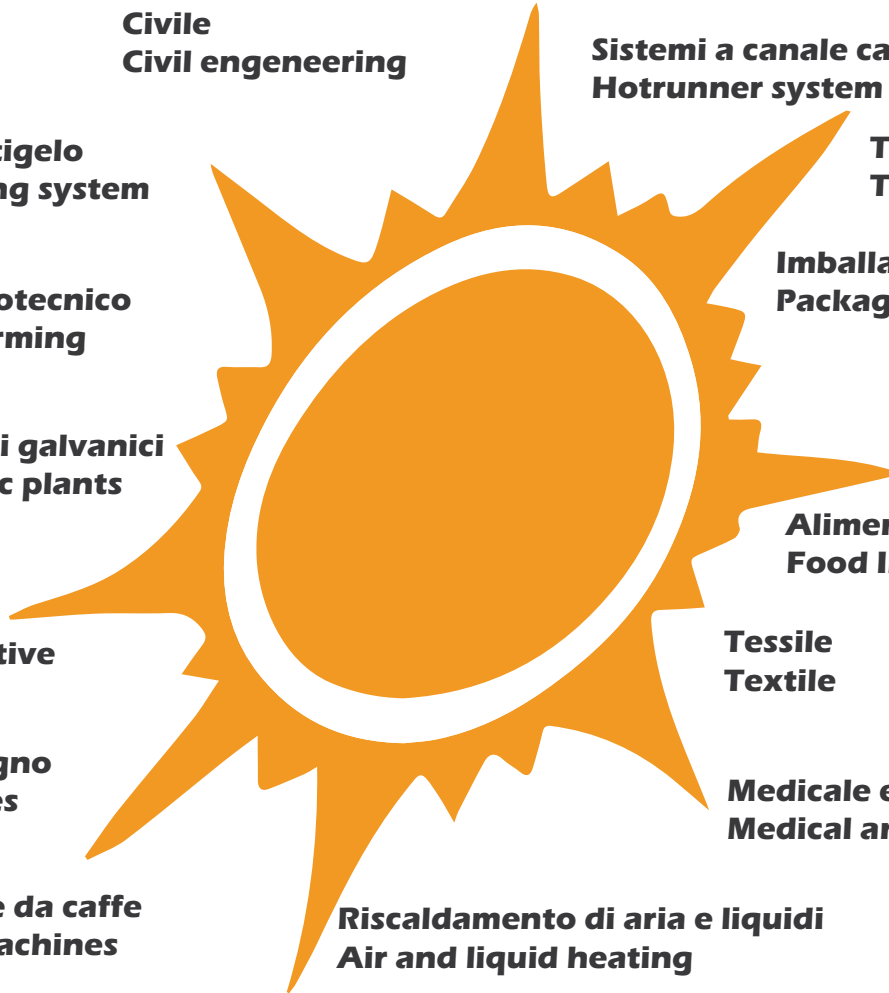 Civile
Civil engeneering
Sistemi a canale ca
Hotrunner system
tigelo
ng system
T
T
Imballa
Packag
otecnico
rming
i galvanici
c plants
Alimen
Food l
tive
Tessile
Textile
gno
es
Medicale e
Medical an
e da caffe
achines
Riscaldamento di aria e liquidi
Air and liquid heating